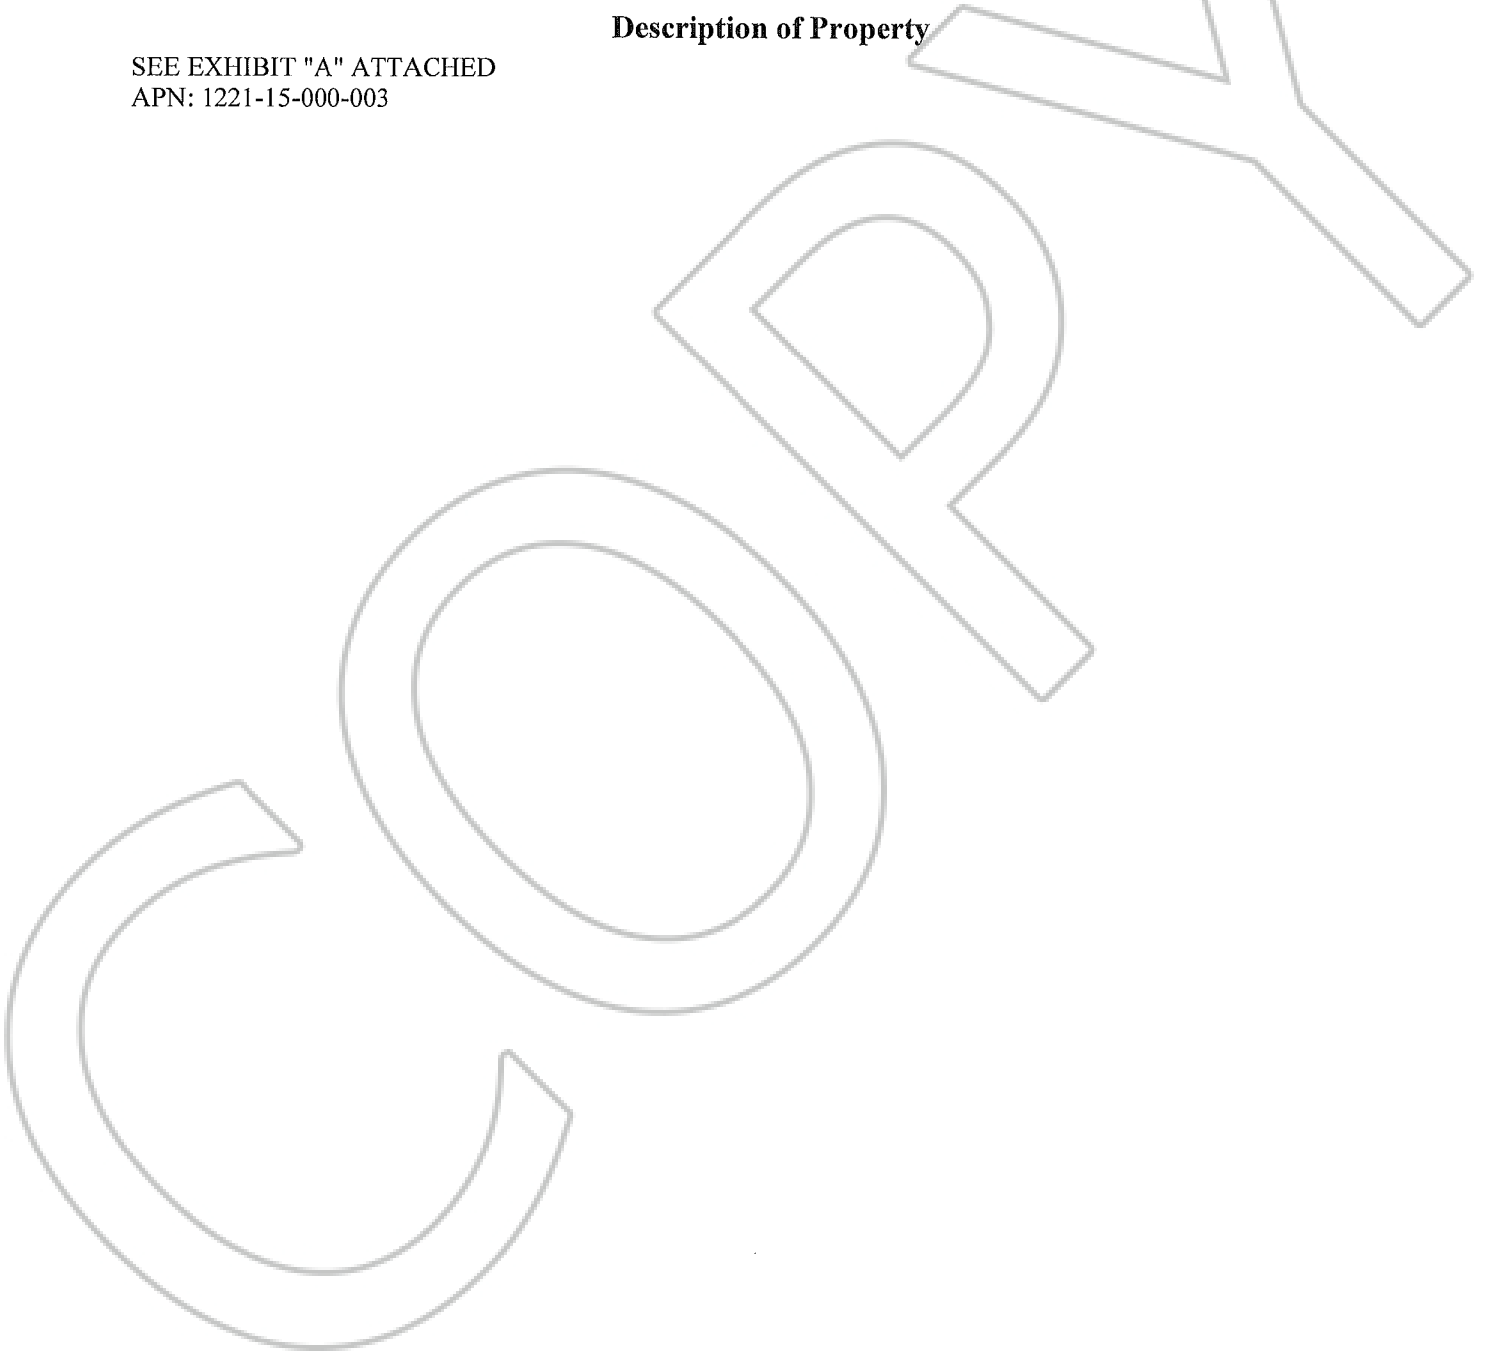 Description of Property
SEE EXHIBIT "A" ATTACHED
APN: 1221-15-000-003
COPY